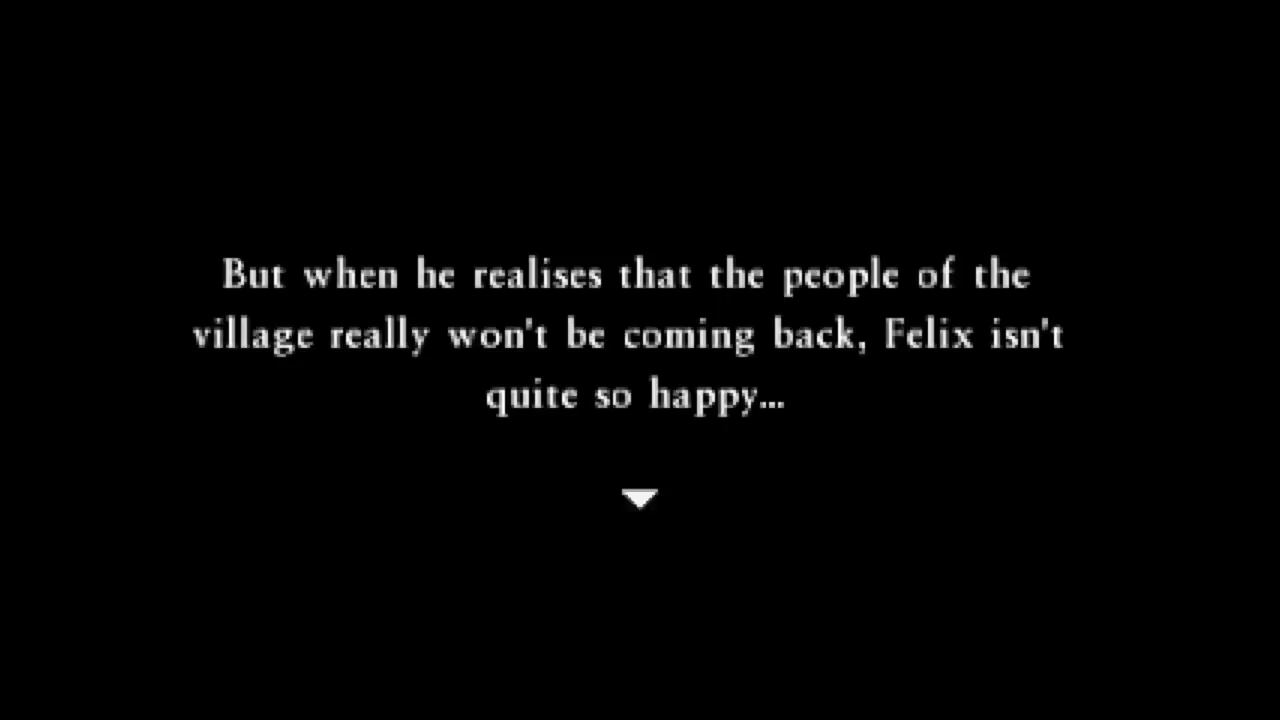 But when he realises that the people of the
village really won't be coming back, Felix isn't
quite so happy...